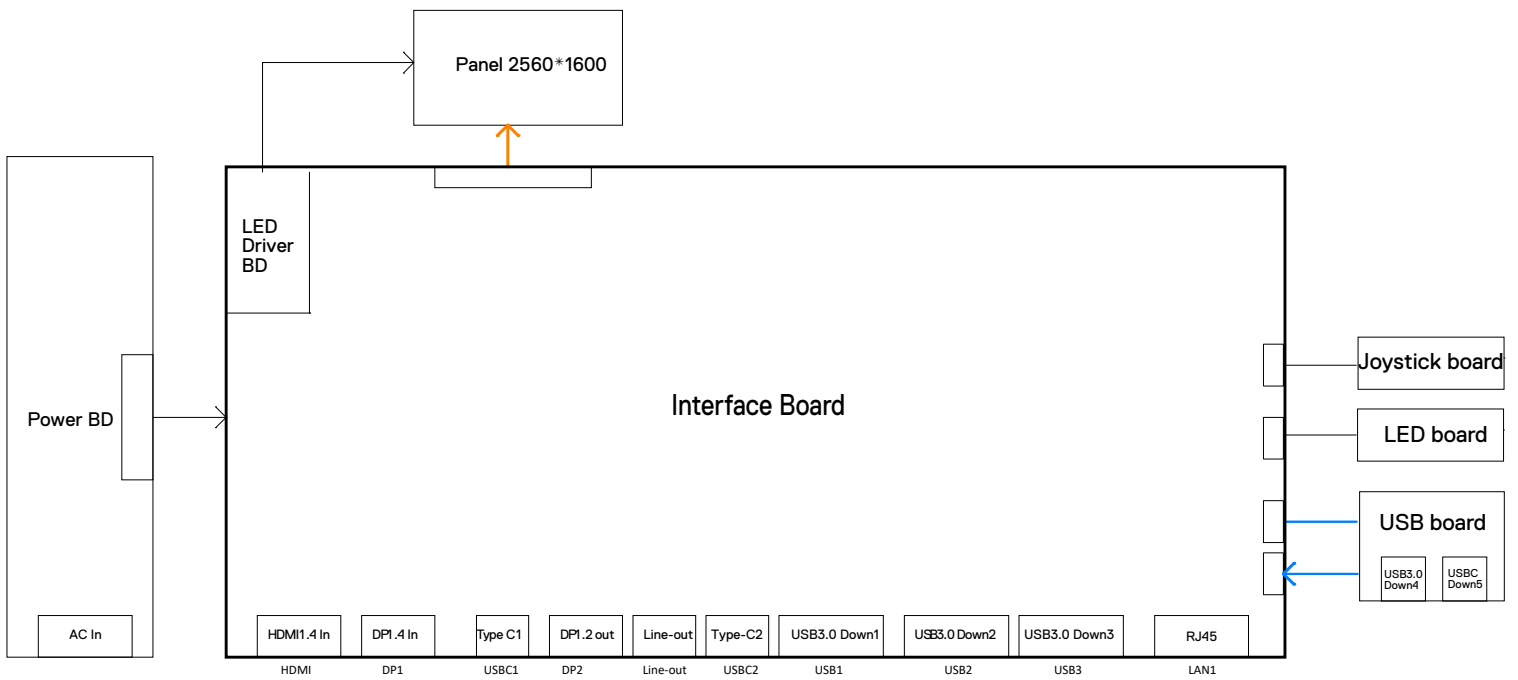 Panel 2560*1600
LED
Driver
BD
Power BD
Interface Board
Joystick board
LED board
USB board
USB3.0
Down4
USBC
Down5
AC In
HDMI1.4 In
DP1.4 In
Type C1
DP1.2 out
Line-out
Type-C2
USB3.0 Down1
USB3.0 Down2
USB3.0 Down3
RJ45
HDMI
DP1
USBC1
DP2
Line-out
USBC2
USB1
USB2
USB3
LAN1